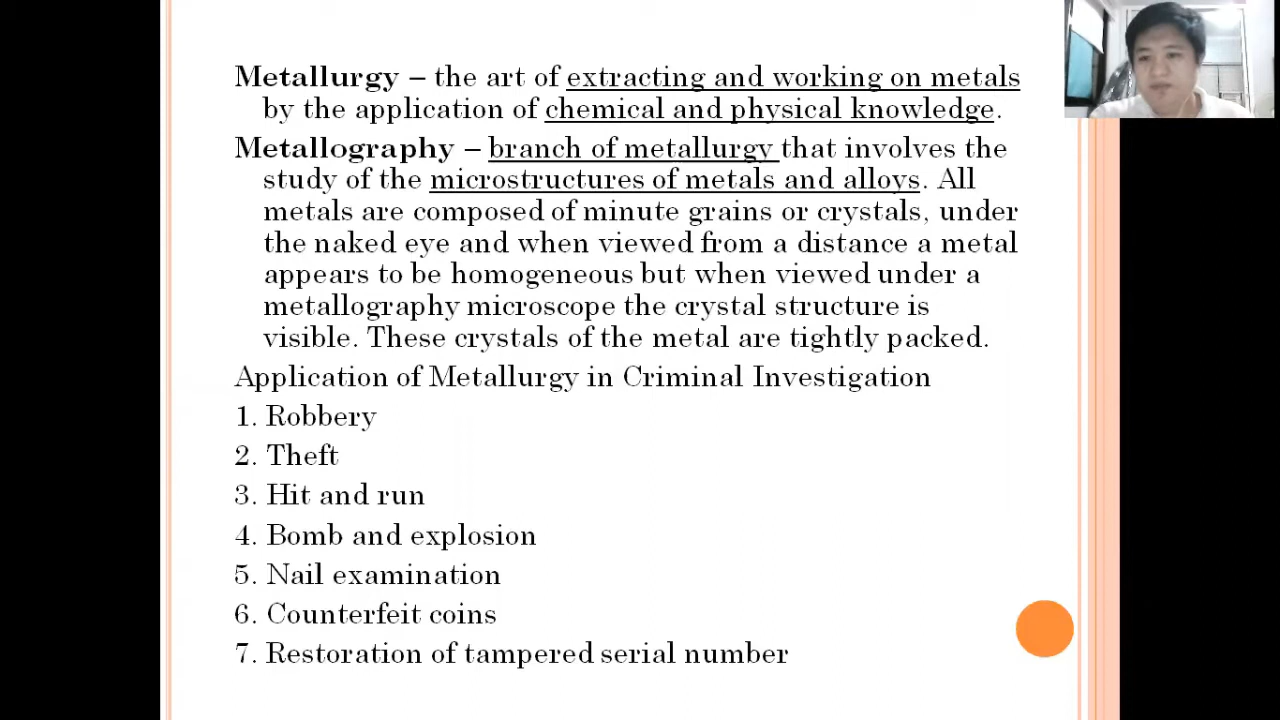 Metallurgy – the art of extracting and working on metals
by the application of chemical and physical knowledge.
Metallography – branch of metallurgy that involves the
study of the microstructures of metals and alloys. All
metals are composed of minute grains or crystals, under
the naked eye and when viewed from a distance a metal
appears to be homogeneous but when viewed under a
metallography microscope the crystal structure is
visible. These crystals of the metal are tightly packed.
Application of Metallurgy in Criminal Investigation
1. Robbery
2. Theft
3. Hit and run
4. Bomb and explosion
5. Nail examination
6. Counterfeit coins
7. Restoration of tampered serial number